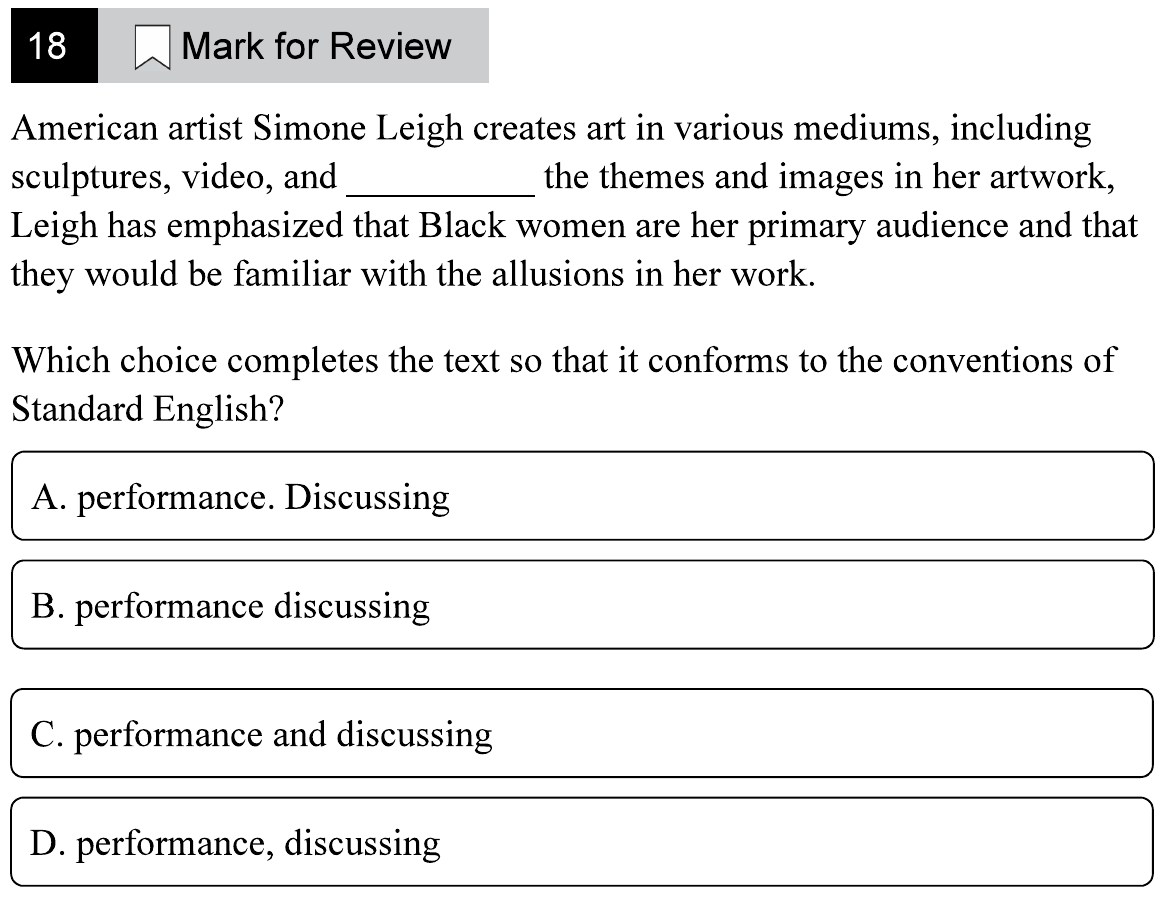 18 Mark for Review
American artist Simone Leigh creates art in various mediums, including
sculptures, video, and __________ the themes and images in her artwork,
Leigh has emphasized that Black women are her primary audience and that
they would be familiar with the allusions in her work.
Which choice completes the text so that it conforms to the conventions of
Standard English?
A. performance. Discussing
B. performance discussing
C. performance and discussing
D. performance, discussing